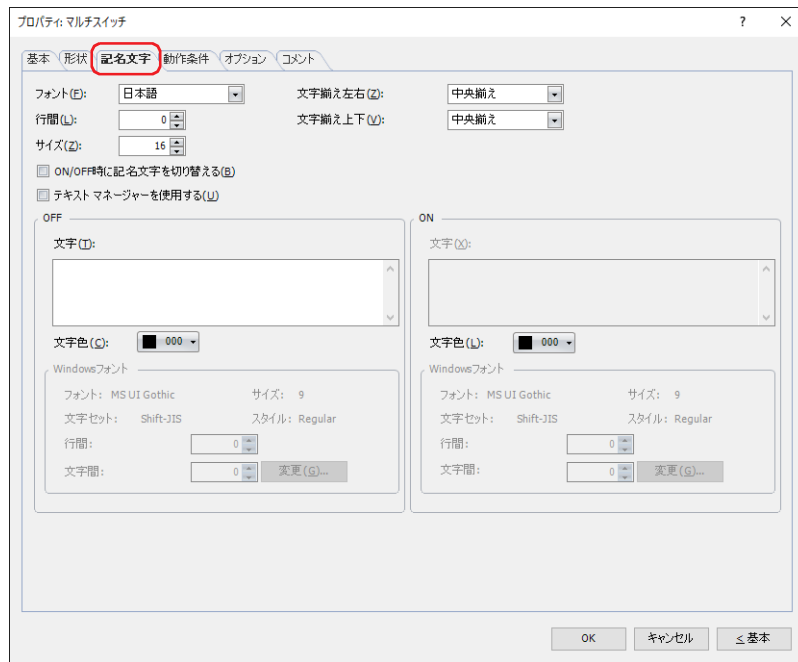 プロパティ: マルチスイッチ ? ×
基本 形状 記名文字 動作条件 オプション コメント
フォント(F): 日本語 文字揃え左右(Z): 中央揃え
行間(L): 0 文字揃え上下(V): 中央揃え
サイズ(Z): 16
ON/OFF時に記名文字を切り替える(B)
テキスト マネージャーを使用する(U)
OFF ON
文字(T): 文字(X):
文字色(C): 000 文字色(L): 000
Windowsフォント Windowsフォント
フォント: MS UI Gothic サイズ: 9 フォント: MS UI Gothic サイズ: 9
文字セット: Shift-JIS スタイル: Regular 文字セット: Shift-JIS スタイル: Regular
行間: 0 行間: 0
文字間: 0 変更(G)... 文字間: 0 変更(G)...
OK キャンセル <基本